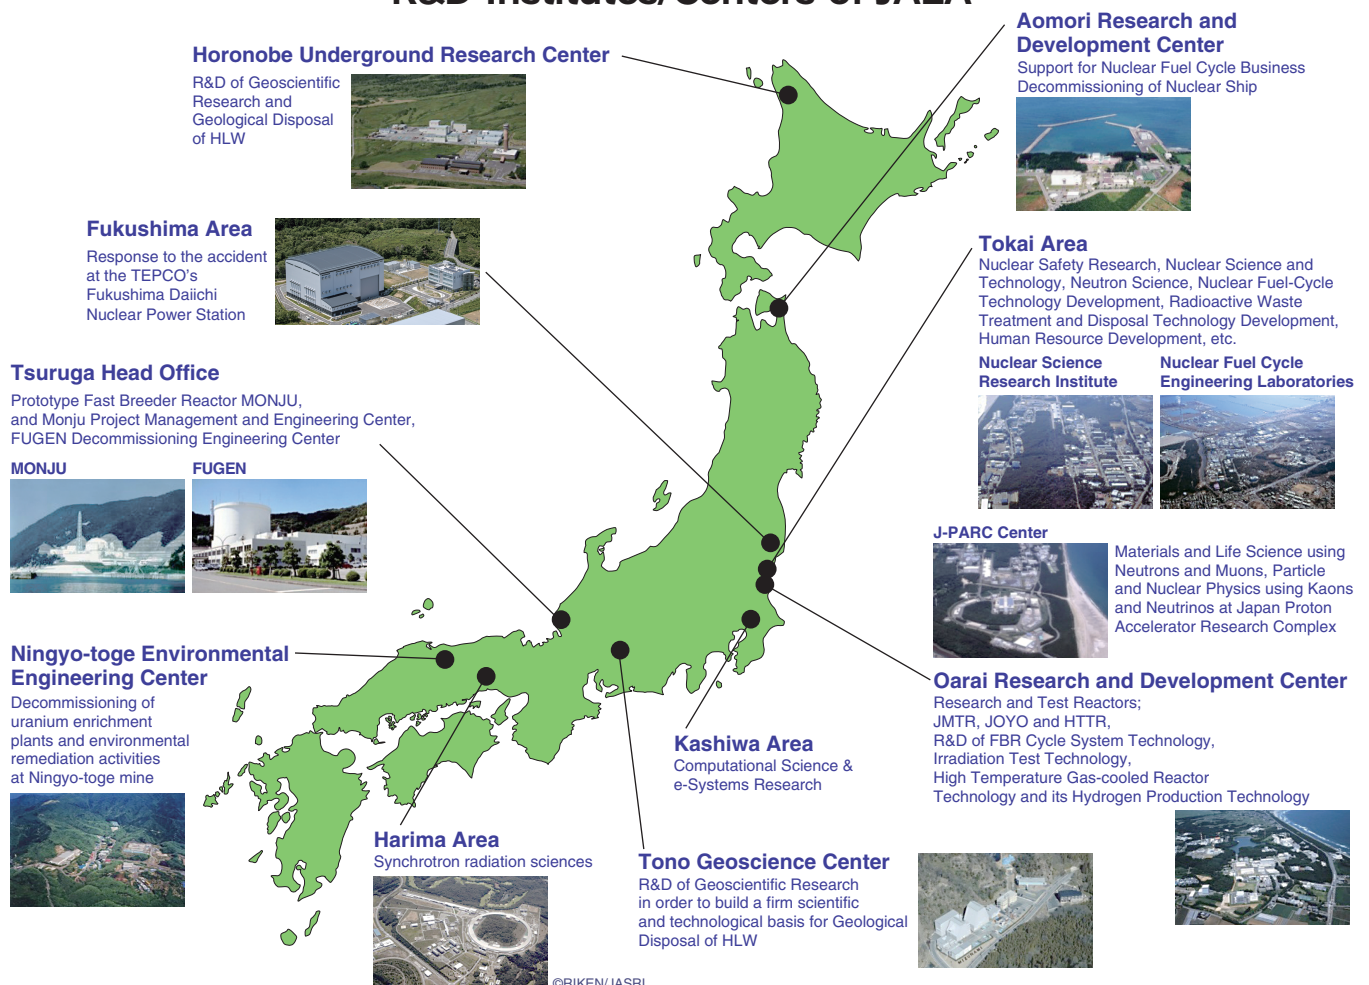 R&D Institutes/Centers of JAEA
Horonobe Underground Research Center
R&D of Geoscientific
Research and
Geological Disposal
of HLW
Aomori Research and
Development Center
Support for Nuclear Fuel Cycle Business
Decommissioning of Nuclear Ship
Fukushima Area
Response to the accident
at the TEPCO's
Fukushima Daiichi
Nuclear Power Station
Tokai Area
Nuclear Safety Research, Nuclear Science and
Technology, Neutron Science, Nuclear Fuel-Cycle
Technology Development, Radioactive Waste
Treatment and Disposal Technology Development,
Human Resource Development, etc.
Nuclear Science
Research Institute
Nuclear Fuel Cycle
Engineering Laboratories
Tsuruga Head Office
Prototype Fast Breeder Reactor MONJU,
and Monju Project Management and Engineering Center,
FUGEN Decommissioning Engineering Center
MONJU
FUGEN
J-PARC Center
Materials and Life Science using
Neutrons and Muons, Particle
and Nuclear Physics using Kaons
and Neutrinos at Japan Proton
Accelerator Research Complex
Ningyo-toge Environmental
Engineering Center
Decommissioning of
uranium enrichment
plants and environmental
remediation activities
at Ningyo-toge mine
Oarai Research and Development Center
Research and Test Reactors;
JMTR, JOYO and HTTR,
R&D of FBR Cycle System Technology,
Irradiation Test Technology,
High Temperature Gas-cooled Reactor
Technology and its Hydrogen Production Technology
Kashiwa Area
Computational Science &
e-Systems Research
Harima Area
Synchrotron radiation sciences
Tono Geoscience Center
R&D of Geoscientific Research
in order to build a firm scientific
and technological basis for Geological
Disposal of HLW
©RIKEN/JASRI